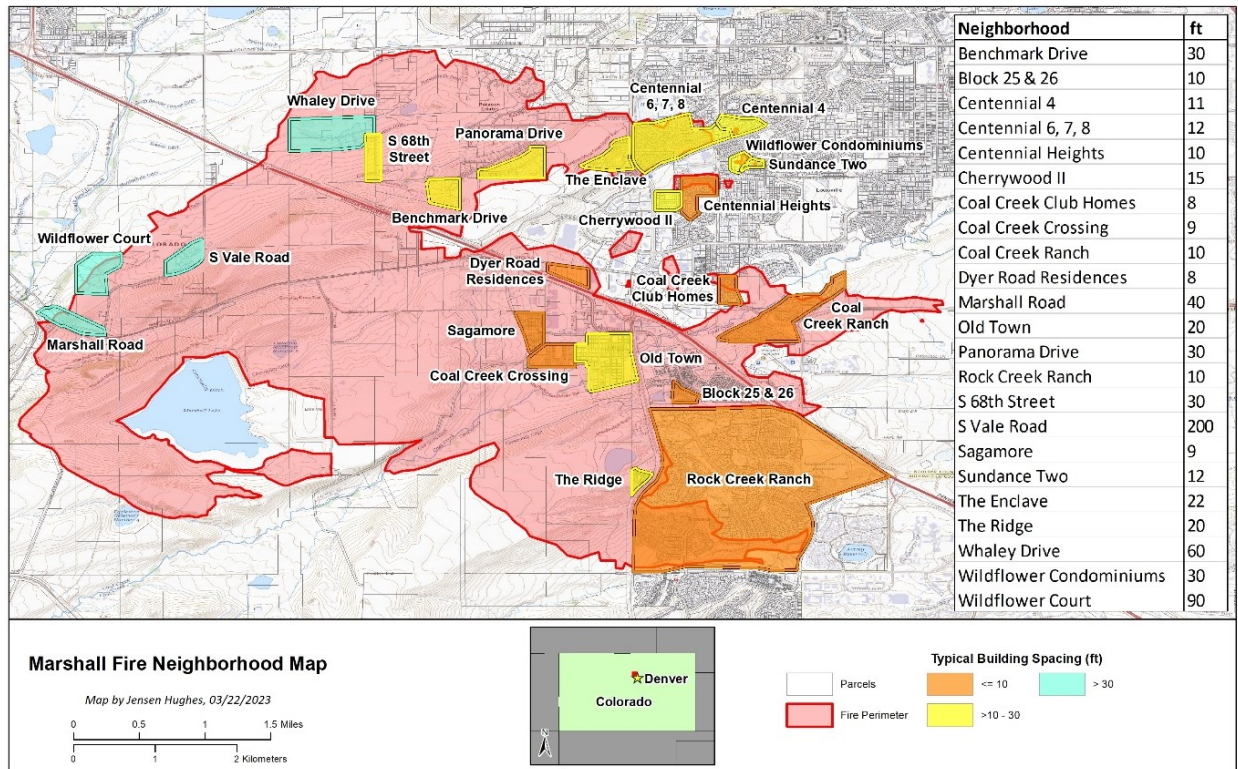 Whaley Drive
S 68th
Street
Panorama Drive
Centennial
6, 7, 8
Centennial 4
Wildflower Condominiums
Sundance Two
The Enclave
Benchmark Drive
Cherrywood II
Centennial Heights
Wildflower Court
S Vale Road
Dyer Road
Residences
Coal Creek
Club Homes
Coal
Creek Ranch
Marshall Road
Sagamore
Old Town
Coal Creek Crossing
Block 25 & 26
The Ridge
Rock Creek Ranch
Louisville
Marshall Lake
Neighborhood ft
Benchmark Drive 30
Block 25 & 26 10
Centennial 4 11
Centennial 6, 7, 8 12
Centennial Heights 10
Cherrywood II 15
Coal Creek Club Homes 8
Coal Creek Crossing 9
Coal Creek Ranch 10
Dyer Road Residences 8
Marshall Road 40
Old Town 20
Panorama Drive 30
Rock Creek Ranch 10
S 68th Street 30
S Vale Road 200
Sagamore 9
Sundance Two 12
The Enclave 22
The Ridge 20
Whaley Drive 60
Wildflower Condominiums 30
Wildflower Court 90
Marshall Fire Neighborhood Map
Map by Jensen Hughes, 03/22/2023
0 0.5 1 1.5 Miles
0 1 2 Kilometers
N
Denver
Colorado
Typical Building Spacing (ft)
Parcels
<= 10
> 30
Fire Perimeter
>10 - 30